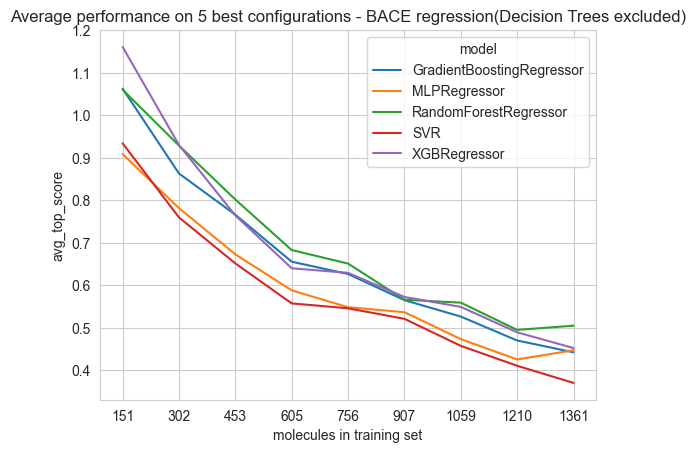 Average performance on 5 best configurations - BACE regression(Decision Trees excluded)
model
GradientBoostingRegressor
MLPRegressor
RandomForestRegressor
SVR
XGBRegressor
avg_top_score
1.2
1.1
1.0
0.9
0.8
0.7
0.6
0.5
0.4
151 302 453 605 756 907 1059 1210 1361
molecules in training set